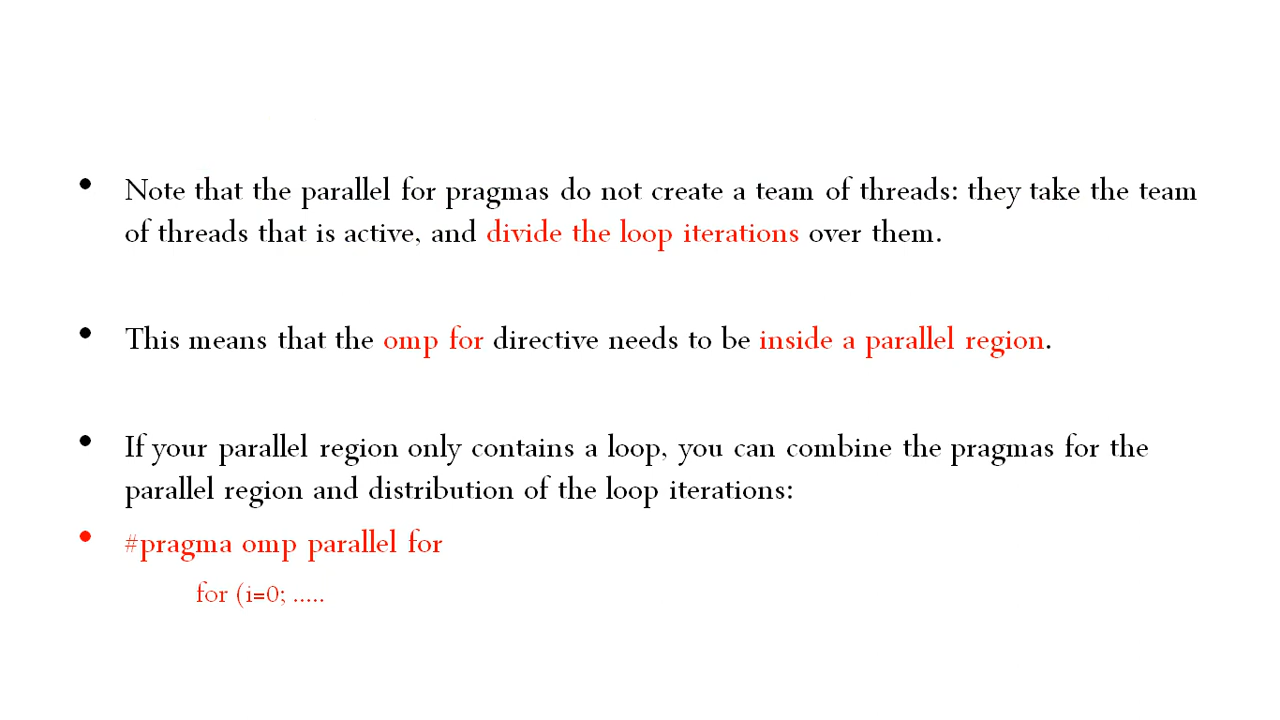 • Note that the parallel for pragmas do not create a team of threads: they take the team
of threads that is active, and divide the loop iterations over them.
• This means that the omp for directive needs to be inside a parallel region.
• If your parallel region only contains a loop, you can combine the pragmas for the
parallel region and distribution of the loop iterations:
• #pragma omp parallel for
for (i=0; .....